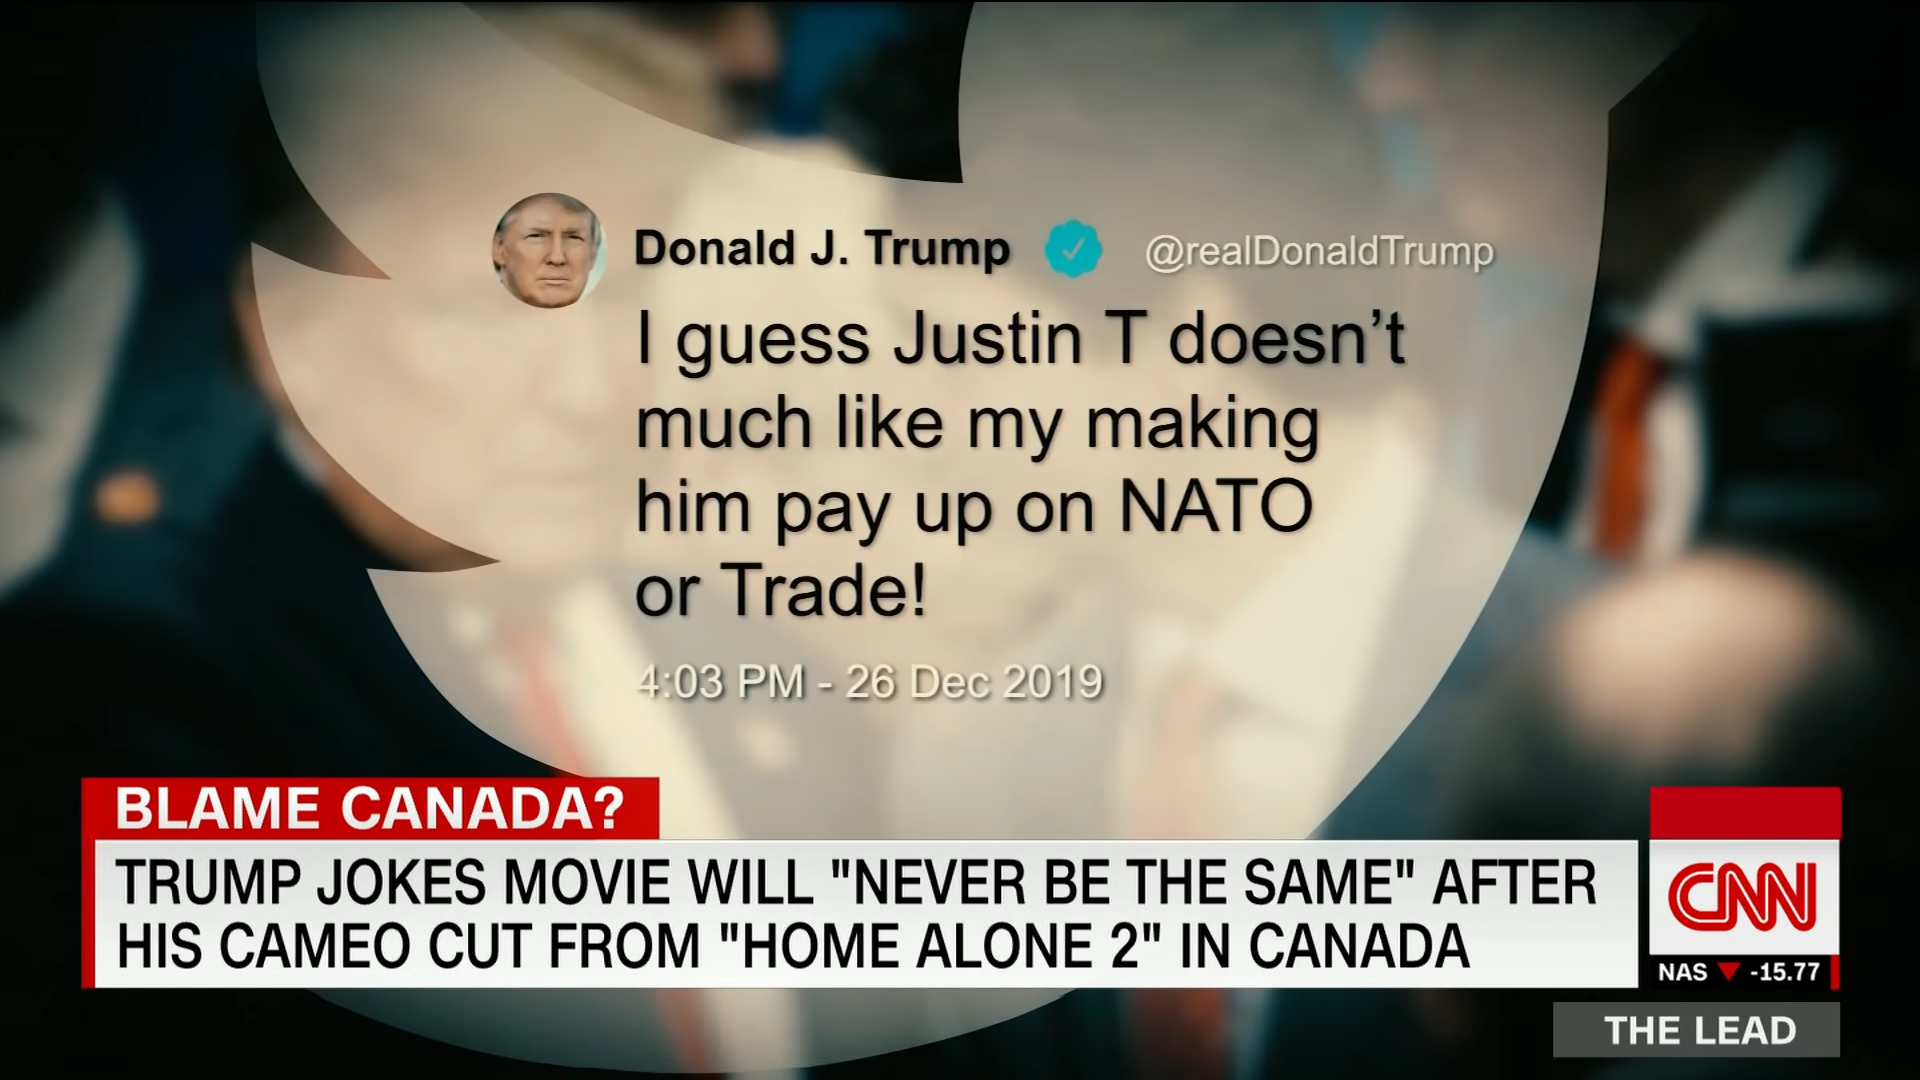 Donald J. Trump @realDonaldTrump
I guess Justin T doesn’t
much like my making
him pay up on NATO
or Trade!
4:03 PM - 26 Dec 2019
BLAME CANADA?
TRUMP JOKES MOVIE WILL "NEVER BE THE SAME" AFTER
HIS CAMEO CUT FROM "HOME ALONE 2" IN CANADA
CNN
NAS ▼ -15.77
THE LEAD